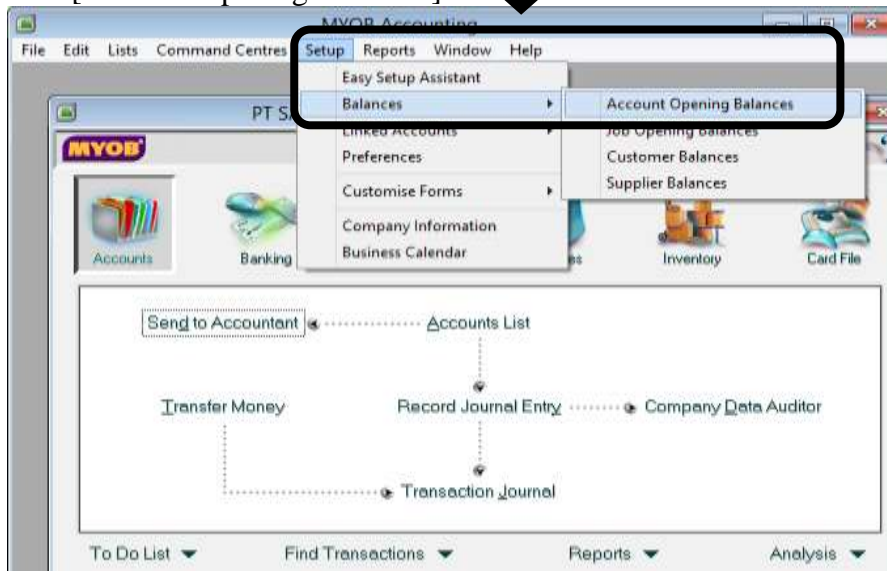 MYOB Accounting
File Edit Lists Command Centres Setup Reports Window Help
Easy Setup Assistant
Balances
Account Opening Balances
PT
Linked Accounts
Job Opening Balances
MYOB
Preferences
Customer Balances
Supplier Balances
Customise Forms
Company Information
Business Calendar
Accounts
Banking
Inventory
Card File
Send to Accountant
Accounts List
Transfer Money
Record Journal Entry
Company Data Auditor
Transaction Journal
To Do List
Find Transactions
Reports
Analysis